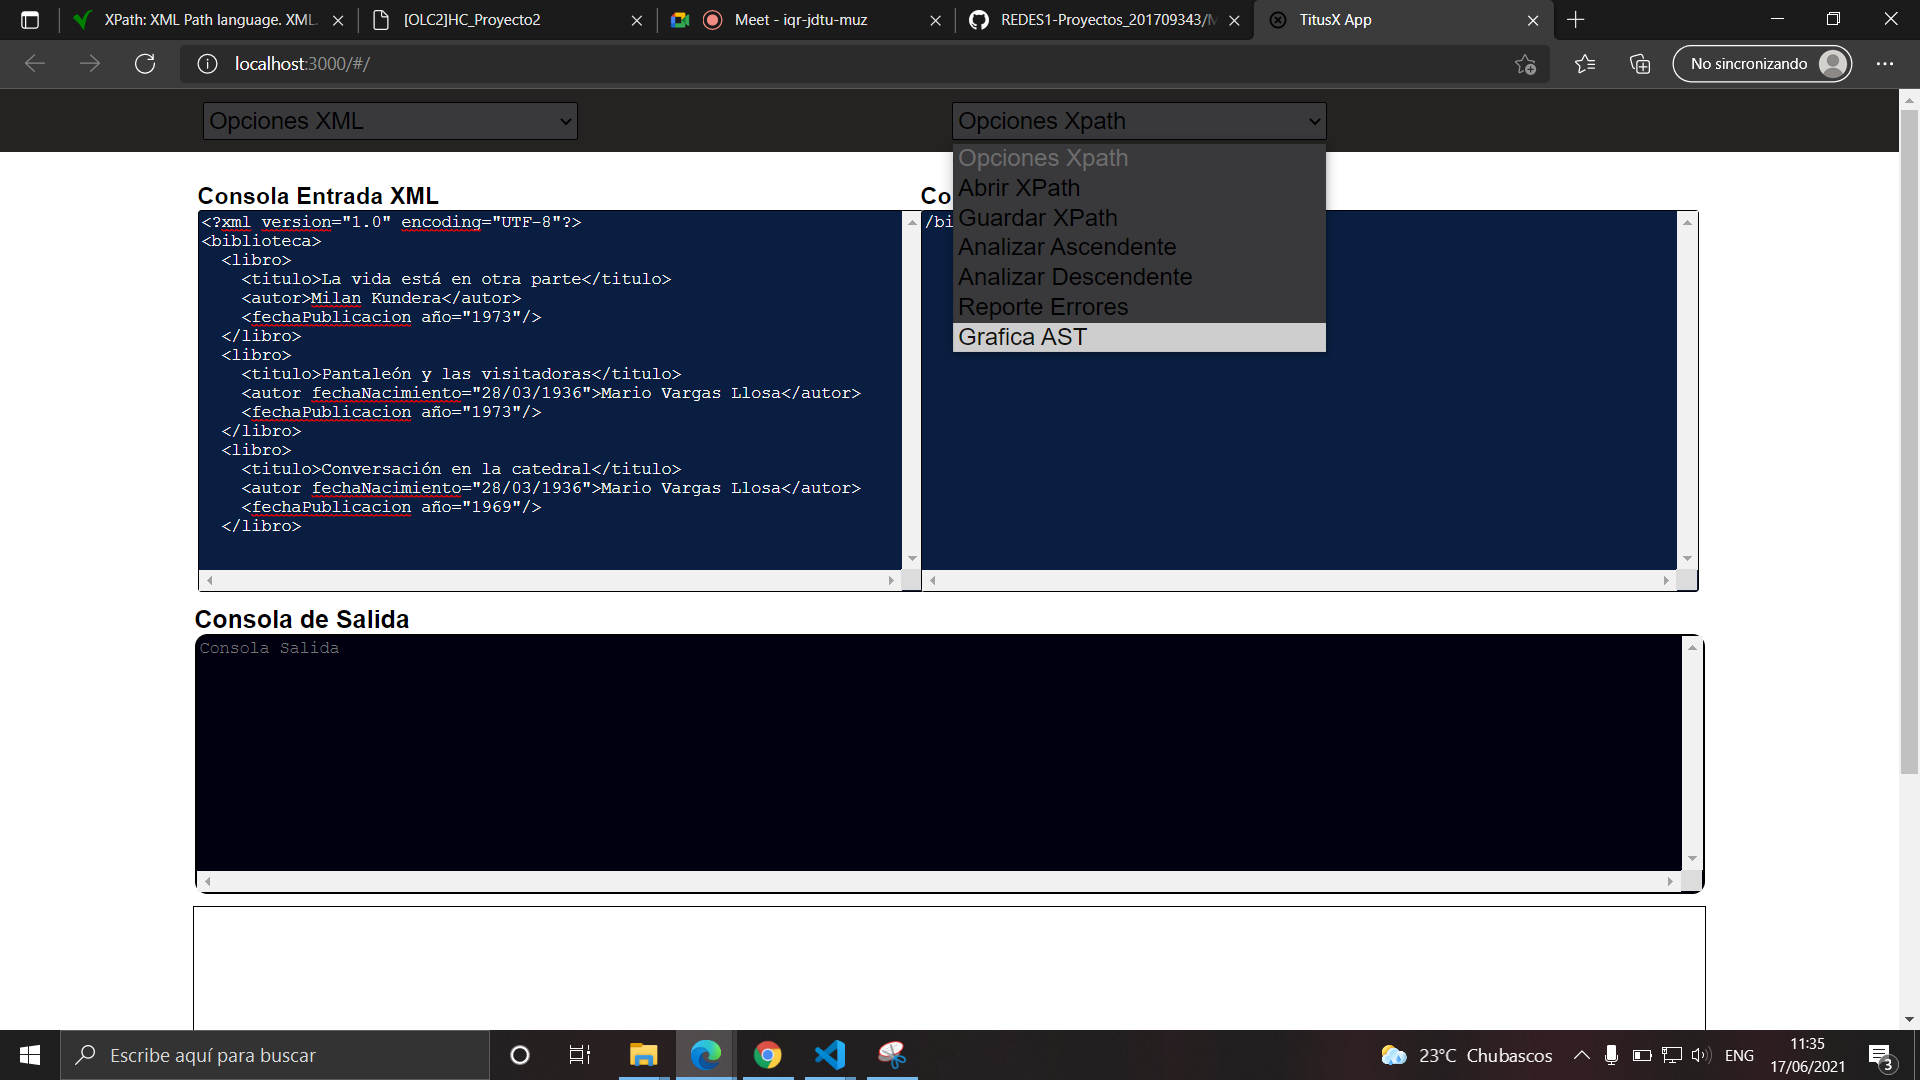 XPath: XML Path language. XML.
[OLC2]HC_Proyecto2
Meet - iqr-jdtu-muz
REDES1-Proyectos_201709343/M
TitusX App
localhost:3000/#/
No sincronizando
Opciones XML
Opciones Xpath
Opciones Xpath
Abrir XPath
Guardar XPath
Analizar Ascendente
Analizar Descendente
Reporte Errores
Grafica AST
Consola Entrada XML
Co
<?xml version="1.0" encoding="UTF-8"?>
<biblioteca>
<libro>
<titulo>La vida está en otra parte</titulo>
<autor>Milan Kundera</autor>
<fechaPublicacion año="1973"/>
</libro>
<libro>
<titulo>Pantaleón y las visitadoras</titulo>
<autor fechaNacimiento="28/03/1936">Mario Vargas Llosa</autor>
<fechaPublicacion año="1973"/>
</libro>
<libro>
<titulo>Conversación en la catedral</titulo>
<autor fechaNacimiento="28/03/1936">Mario Vargas Llosa</autor>
<fechaPublicacion año="1969"/>
</libro>
/bi
Consola de Salida
Consola Salida
Escribe aquí para buscar
23°C Chubascos
ENG
11:35
17/06/2021
3